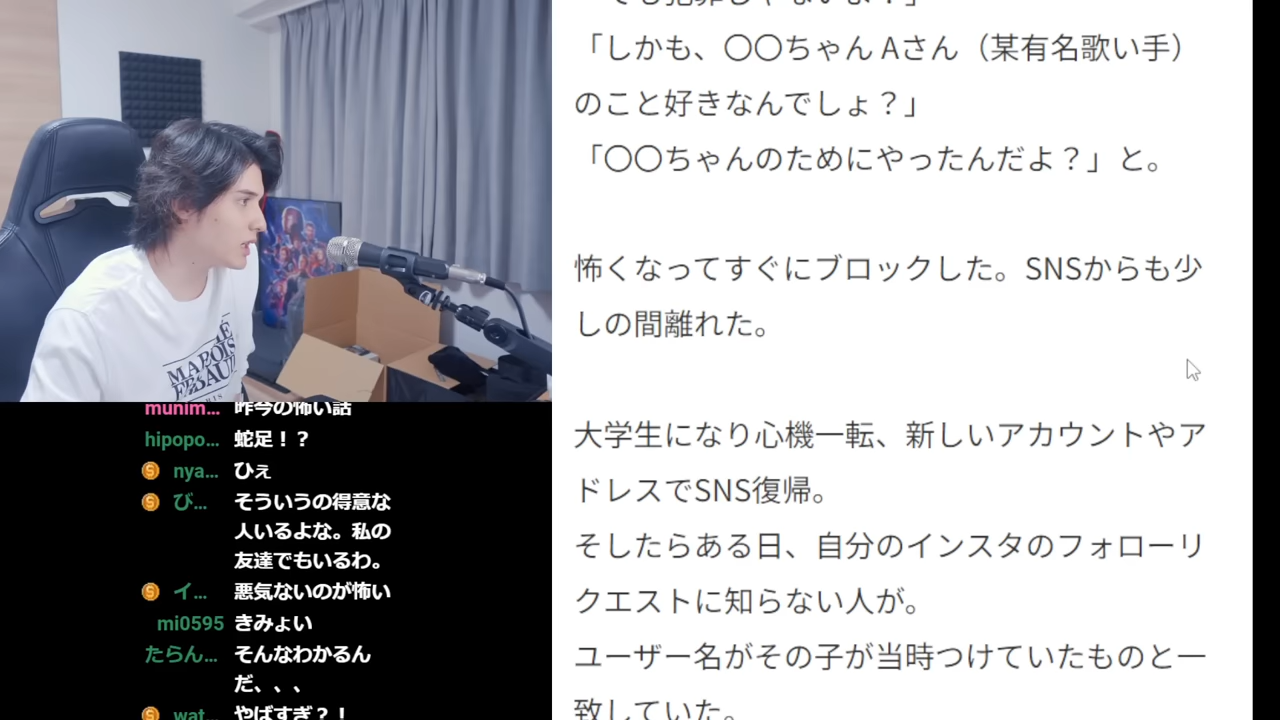 「しかも、〇〇ちゃん Aさん（某有名歌い手）
のこと好きなんでしょ？」
「〇〇ちゃんのためにやったんだよ？」と。
怖くなってすぐにブロックした。SNSからも少
しの間離れた。
大学生になり心機一転、新しいアカウントやア
ドレスでSNS復帰。
そしたらある日、自分のインスタのフォローリ
クエストに知らない人が。
ユーザー名がその子が当時つけていたものと一
致していた。
munim... 昨今の怖い話
hipopo... 蛇足！？
nya... ひぇ
び... そういうの得意な
人いるよな。私の
友達でもいるわ。
イ... 悪気ないのが怖い
mi0595 きみょい
たらん... そんなわかるん
だ、、、
wat... やばすぎ？！